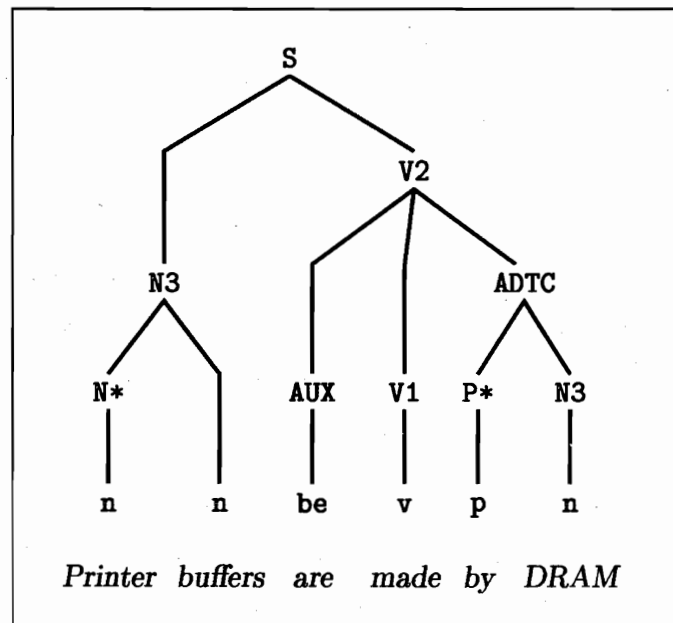 S
V2
N3 ADTC
N* AUX V1 P* N3
n n be v p n
Printer buffers are made by DRAM